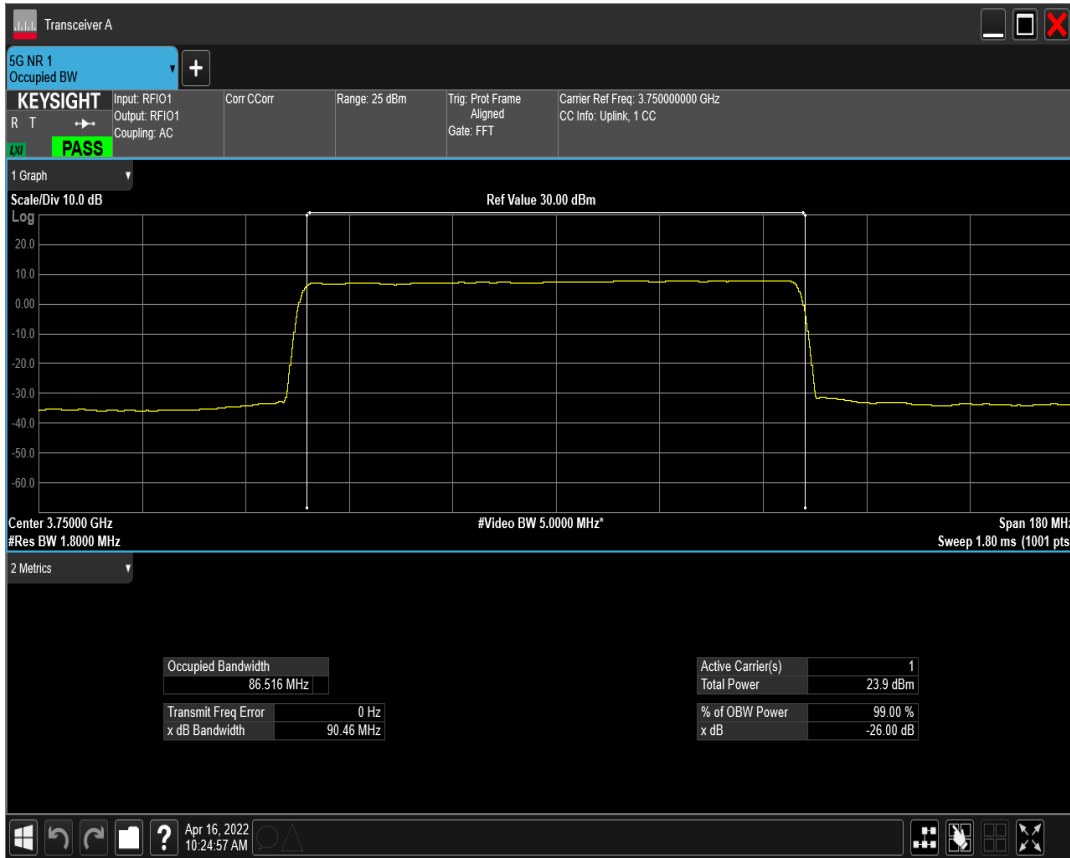 Transceiver A
5G NR 1
Occupied BW
KEYSIGHT
R T
LXI
PASS
Input: RFIO1
Output: RFIO1
Coupling: AC
Corr CCorr
Range: 25 dBm
Trig: Prot Frame
Aligned
Gate: FFT
Carrier Ref Freq: 3.750000000 GHz
CC Info: Uplink, 1 CC
1 Graph
Scale/Div 10.0 dB
Ref Value 30.00 dBm
Log
20.0
10.0
0.00
-10.0
-20.0
-30.0
-40.0
-50.0
-60.0
Center 3.75000 GHz
#Video BW 5.0000 MHz*
Span 180 MHz
#Res BW 1.8000 MHz
Sweep 1.80 ms (1001 pts
2 Metrics
Occupied Bandwidth
86.516 MHz
Transmit Freq Error 0 Hz
x dB Bandwidth 90.46 MHz
Active Carrier(s) 1
Total Power 23.9 dBm
% of OBW Power 99.00 %
x dB -26.00 dB
?
Apr 16, 2022
10:24:57 AM